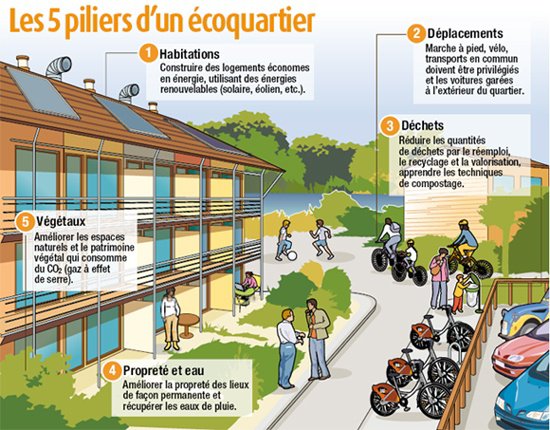 Les 5 piliers d'un écoquartier
1 Habitations
Construire des logements économes
en énergie, utilisant des énergies
renouvelables (solaire, éolien, etc.).
2 Déplacements
Marche à pied, vélo,
transports en commun
doivent être privilégiés
et les voitures garées
à l'extérieur du quartier.
3 Déchets
Réduire les quantités
de déchets par le réemploi,
le recyclage et la valorisation,
apprendre les techniques
de compostage.
5 Végétaux
Améliorer les espaces
naturels et le patrimoine
végétal qui consomme
du CO₂ (gaz à effet
de serre).
4 Propreté et eau
Améliorer la propreté des lieux
de façon permanente et
récupérer les eaux de pluie.